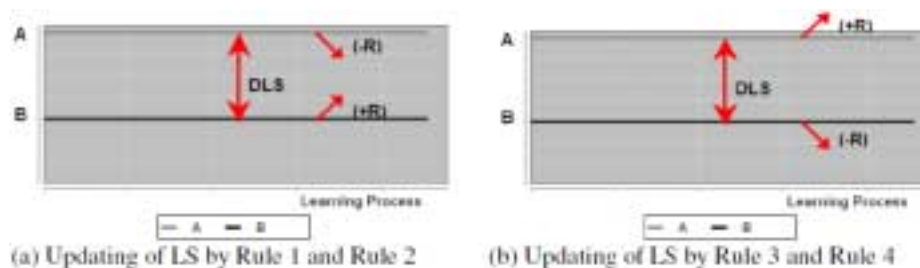 A
(-R)
DLS
B
(+R)
Learning Process
A B
(a) Updating of LS by Rule 1 and Rule 2
(+R)
A
DLS
B
(-R)
Learning Process
A B
(b) Updating of LS by Rule 3 and Rule 4